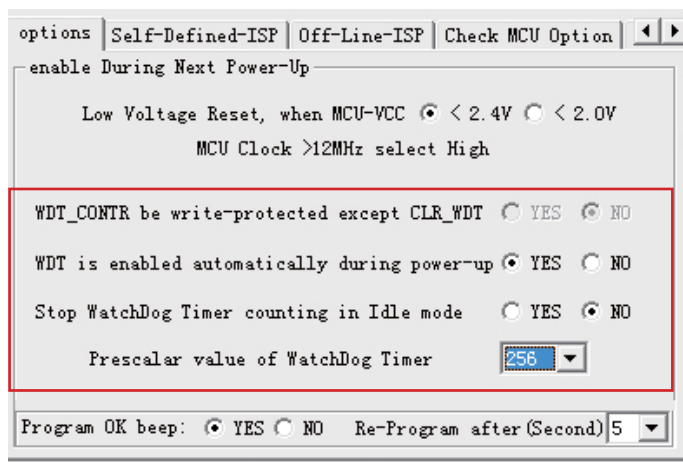 options Self-Defined-ISP Off-Line-ISP Check MCU Option
enable During Next Power-Up
Low Voltage Reset, when MCU-VCC < 2.4V < 2.0V
MCU Clock >12MHz select High
WDT_CONTR be write-protected except CLR_WDT YES NO
WDT is enabled automatically during power-up YES NO
Stop WatchDog Timer counting in Idle mode YES NO
Prescalar value of WatchDog Timer 256
Program OK beep: YES NO Re-Program after(Second) 5